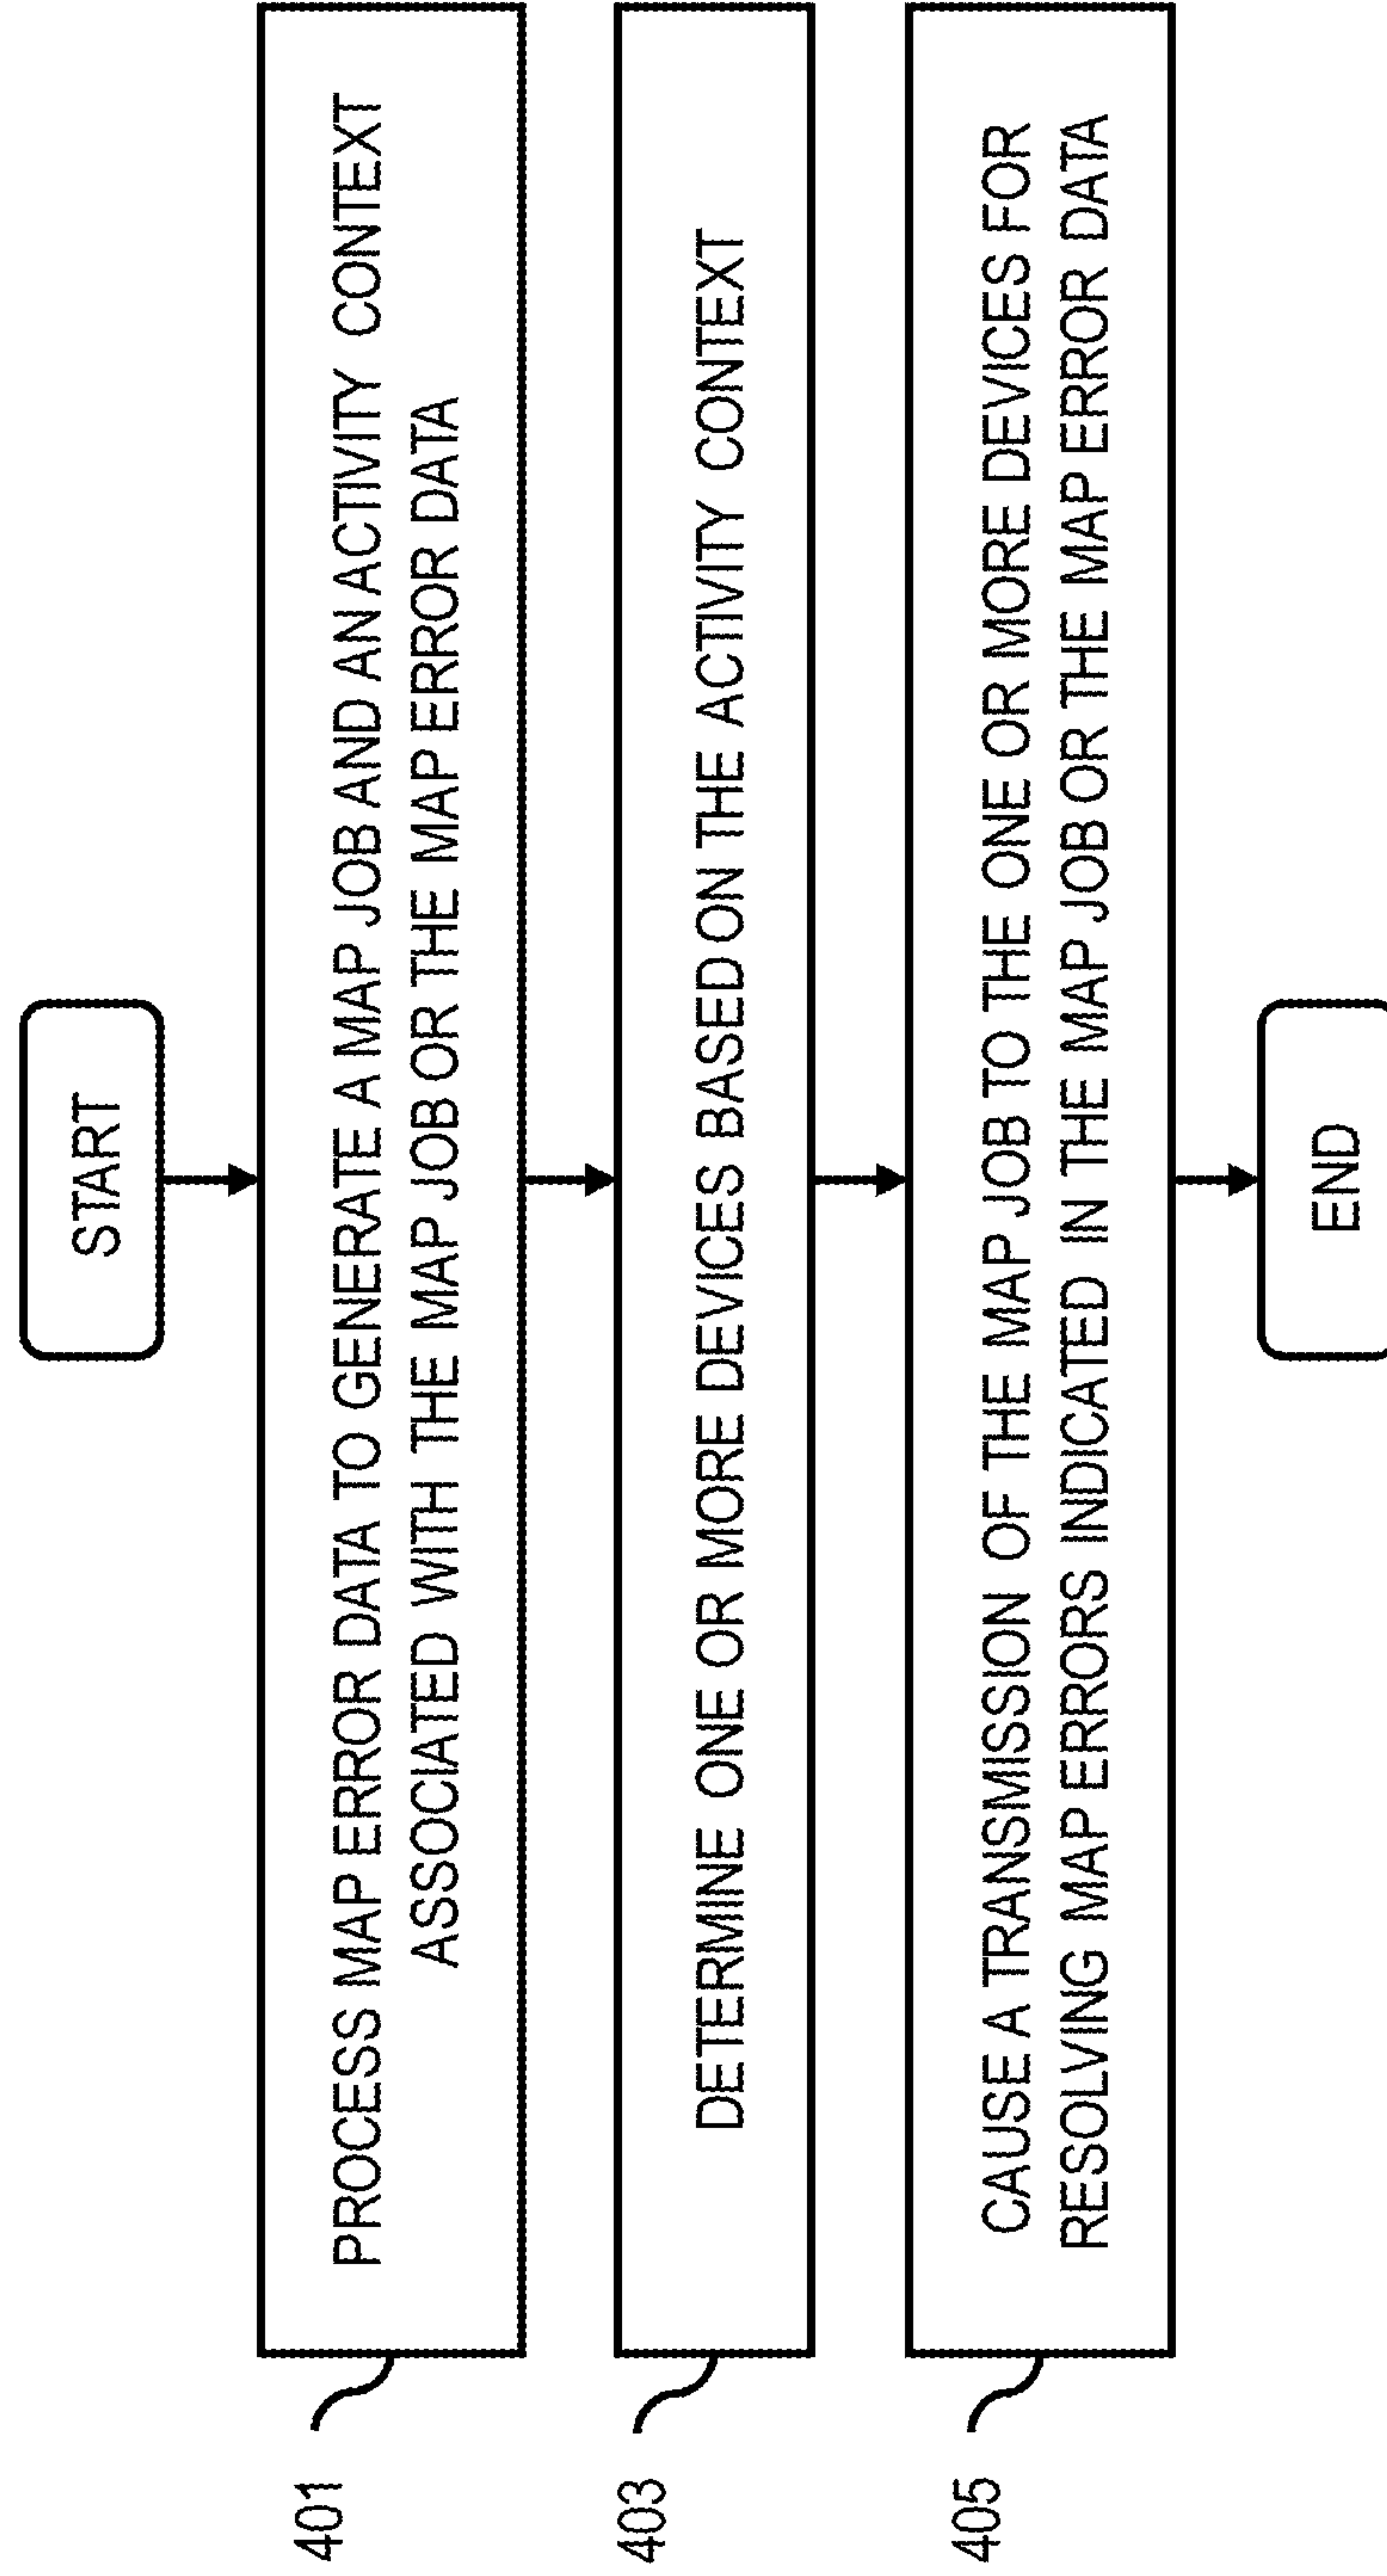 START
401
PROCESS MAP ERROR DATA TO GENERATE A MAP JOB AND AN ACTIVITY CONTEXT
ASSOCIATED WITH THE MAP JOB OR THE MAP ERROR DATA
403
DETERMINE ONE OR MORE DEVICES BASED ON THE ACTIVITY CONTEXT
405
CAUSE A TRANSMISSION OF THE MAP JOB TO THE ONE OR MORE DEVICES FOR
RESOLVING MAP ERRORS INDICATED IN THE MAP JOB OR THE MAP ERROR DATA
END